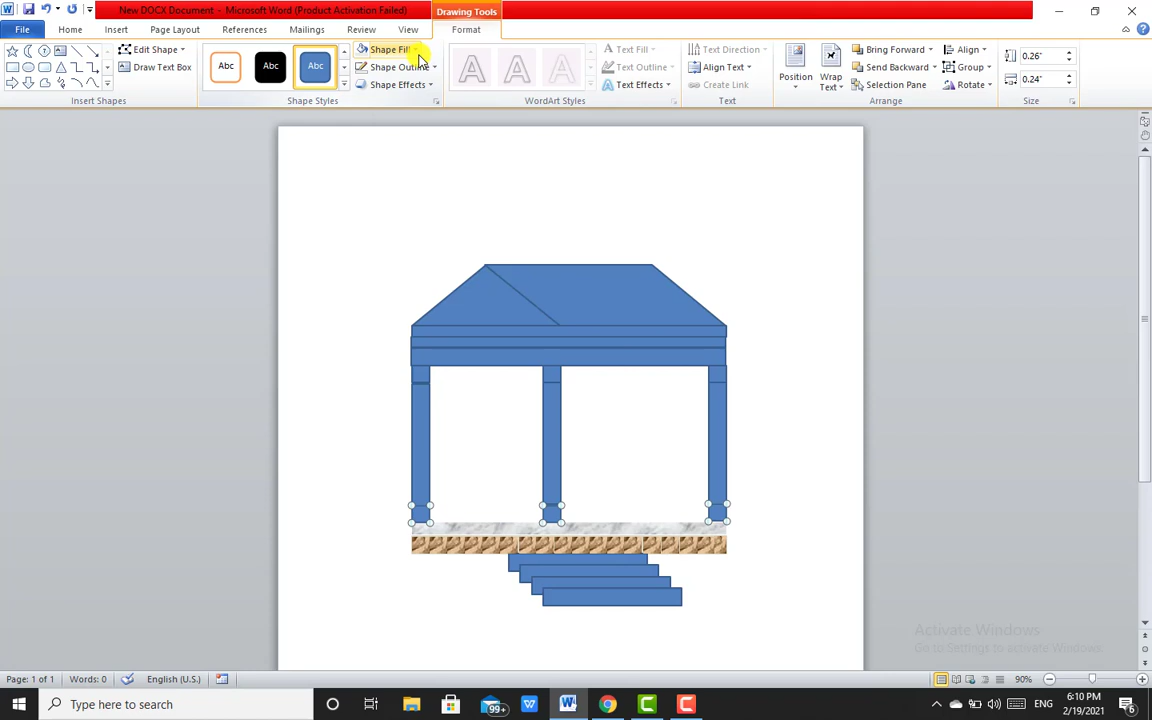 New DOCX Document - Microsoft Word (Product Activation Failed)
Drawing Tools
File
Home
Insert
Page Layout
References
Mailings
Review
View
Format
Edit Shape
Draw Text Box
Insert Shapes
Abc
Abc
Abc
Shape Fill
Shape Outline
Shape Effects
Shape Styles
Text Fill
Text Outline
Text Effects
WordArt Styles
Text Direction
Align Text
Create Link
Text
Position
Wrap
Text
Bring Forward
Send Backward
Selection Pane
Align
Group
Rotate
Arrange
0.26"
0.24"
Size
Activate Windows
Go to Settings to activate Windows.
Page: 1 of 1
Words: 0
English (U.S.)
90%
Type here to search
99+
ENG
6:10 PM
2/19/2021
6